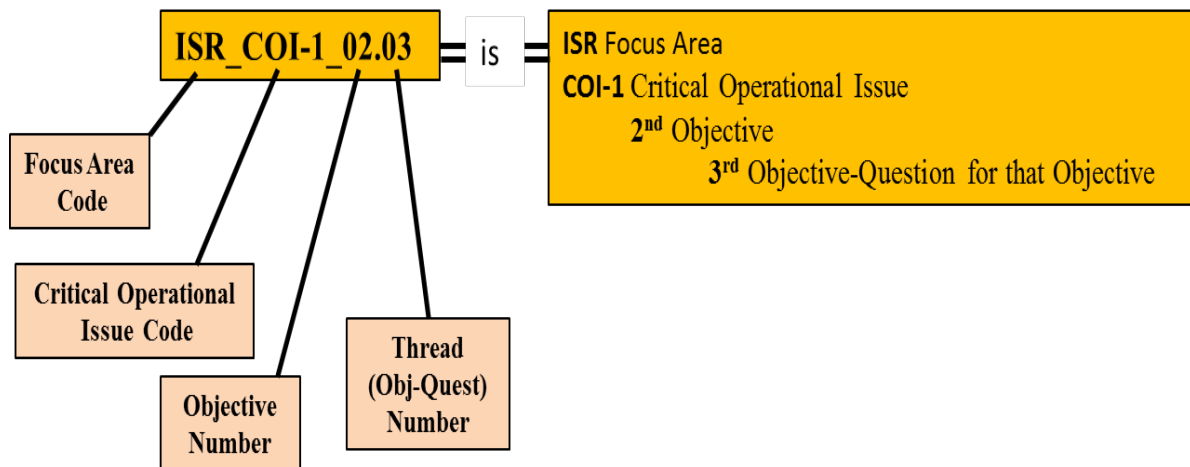 ISR_COI-1_02.03
is
ISR Focus Area
COI-1 Critical Operational Issue
2nd Objective
3rd Objective-Question for that Objective
Focus Area
Code
Critical Operational
Issue Code
Objective
Number
Thread
(Obj-Quest)
Number